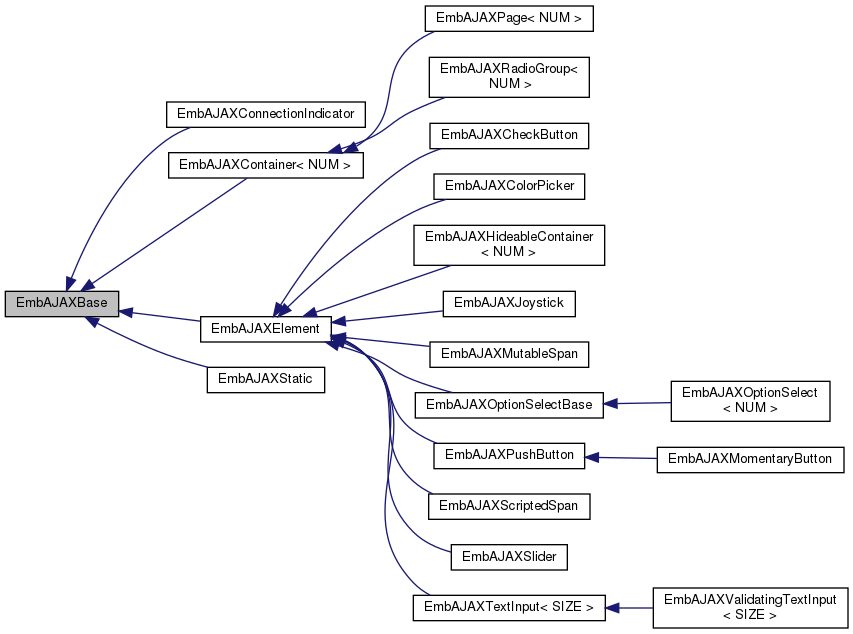 EmbAJAXPage< NUM >
EmbAJAXRadioGroup<
NUM >
EmbAJAXConnectionIndicator
EmbAJAXCheckButton
EmbAJAXContainer< NUM >
EmbAJAXColorPicker
EmbAJAXHideableContainer
< NUM >
EmbAJAXBase
EmbAJAXJoystick
EmbAJAXElement
EmbAJAXMutableSpan
EmbAJAXStatic
EmbAJAXOptionSelectBase
EmbAJAXOptionSelect
< NUM >
EmbAJAXPushButton
EmbAJAXMomentaryButton
EmbAJAXScriptedSpan
EmbAJAXSlider
EmbAJAXTextInput< SIZE >
EmbAJAXValidatingTextInput
< SIZE >